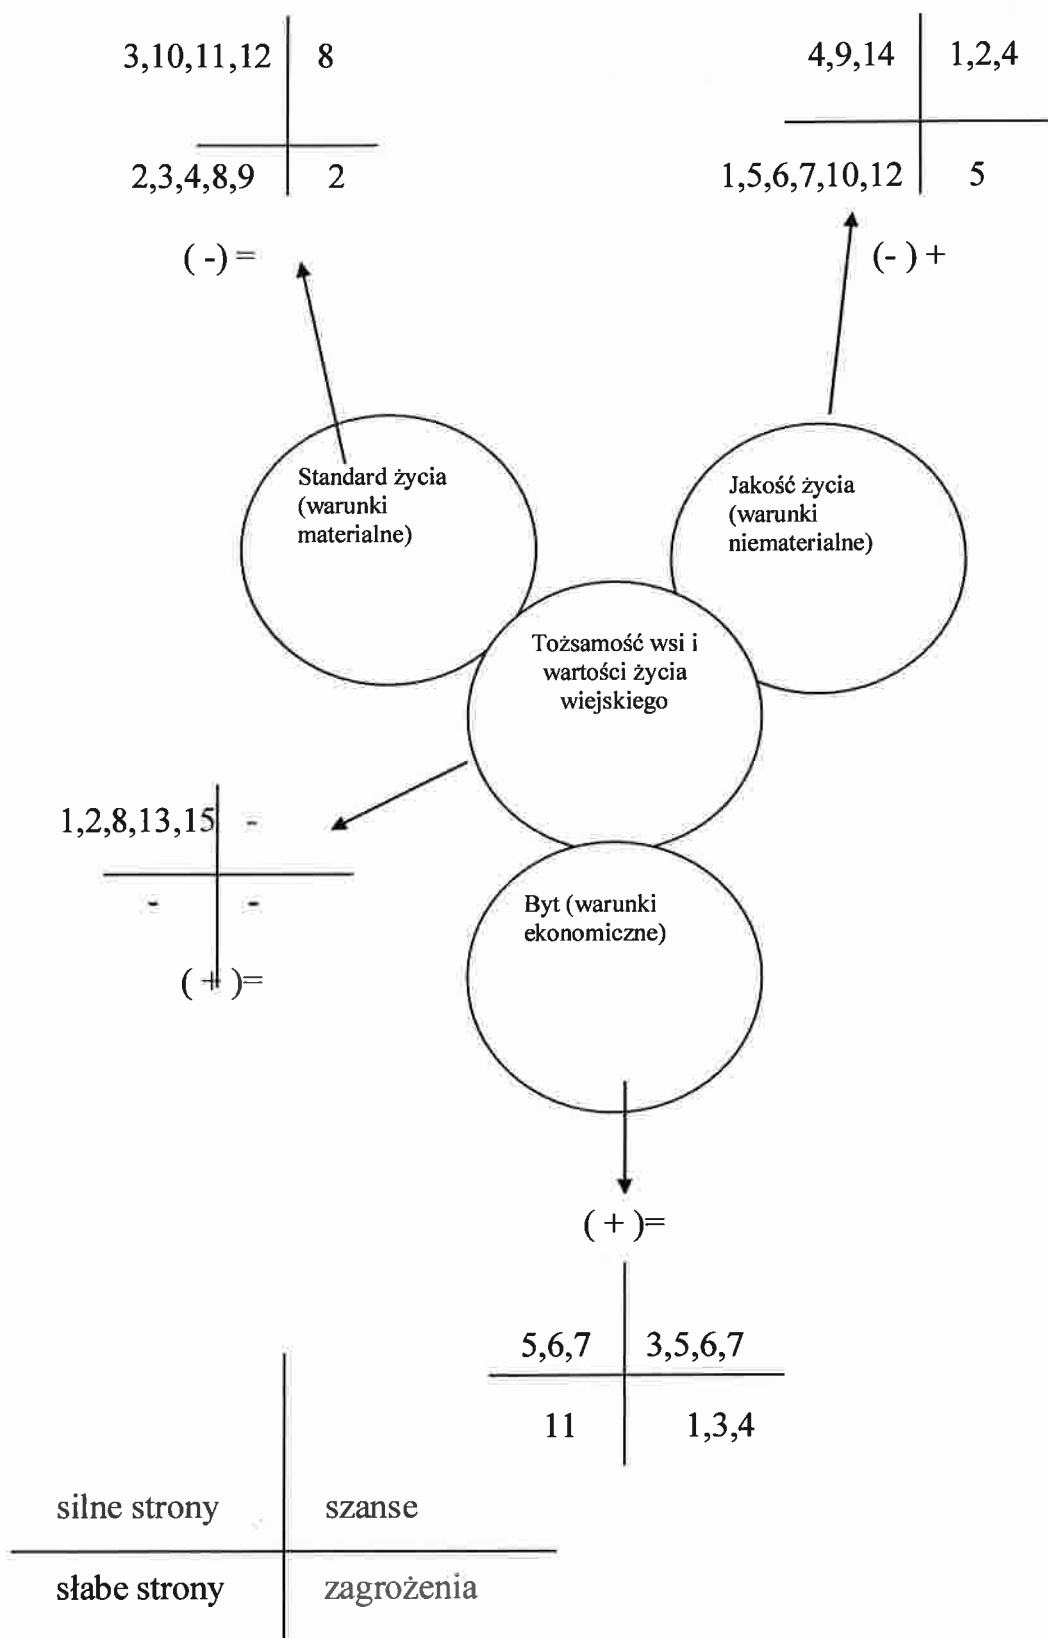 3,10,11,12 8
2,3,4,8,9 2
( -) =
4,9,14 1,2,4
1,5,6,7,10,12 5
(- ) +
Standard życia
(warunki
materialne)
Jakość życia
(warunki
niematerialne)
Tożsamość wsi i
wartości życia
wiejskiego
1,2,8,13,15 -
- -
( + )=
Byt (warunki
ekonomiczne)
( + )=
5,6,7 3,5,6,7
11 1,3,4
silne strony szanse
słabe strony zagrożenia